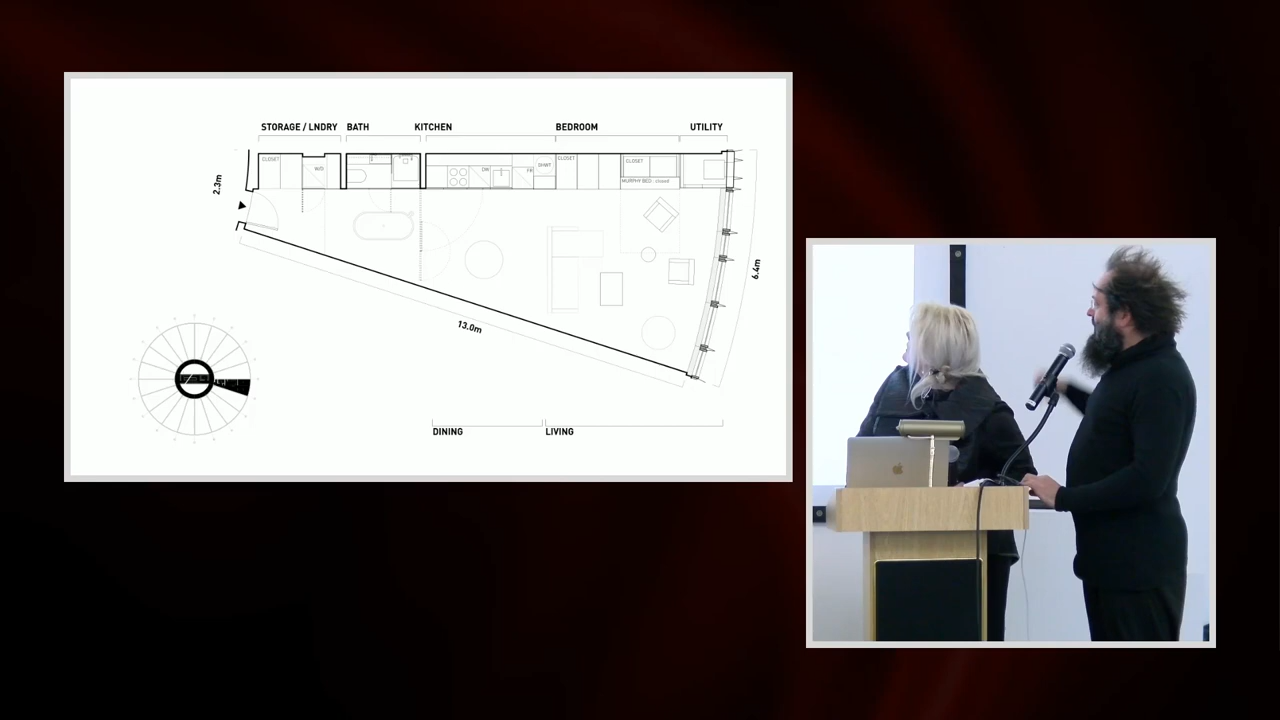 STORAGE / LNDRY BATH KITCHEN BEDROOM UTILITY
CLOSET
W/D
DW
FR
DHWT
CLOSET
CLOSET
MURPHY BED: closed
2.3m
6.4m
13.0m
DINING LIVING